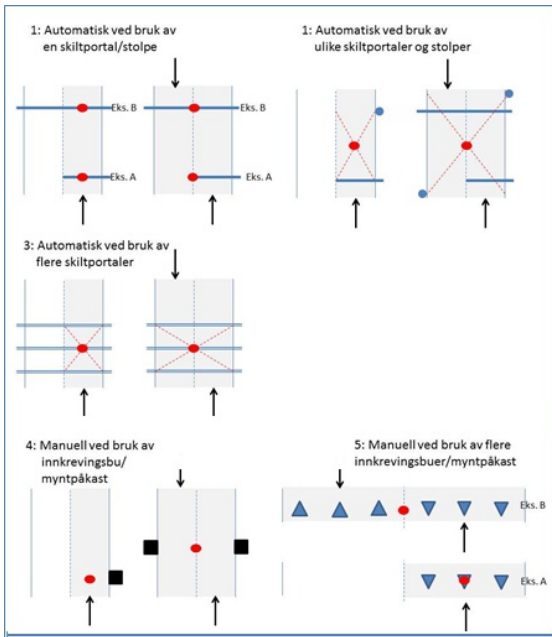 1: Automatisk ved bruk av
en skiltportal/stolpe
Eks. B
Eks. B
Eks. A
Eks. A
1: Automatisk ved bruk av
ulike skiltportaler og stolper
3: Automatisk ved bruk av
flere skiltportaler
4: Manuell ved bruk av
innkrevingsbu/
myntpåkast
5: Manuell ved bruk av flere
innkrevingsbuer/myntpåkast
Eks. B
Eks. A